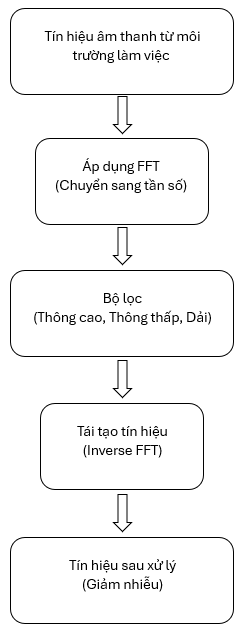 Tín hiệu âm thanh từ môi
trường làm việc
Áp dụng FFT
(Chuyển sang tần số)
Bộ lọc
(Thông cao, Thông thấp, Dải)
Tái tạo tín hiệu
(Inverse FFT)
Tín hiệu sau xử lý
(Giảm nhiễu)